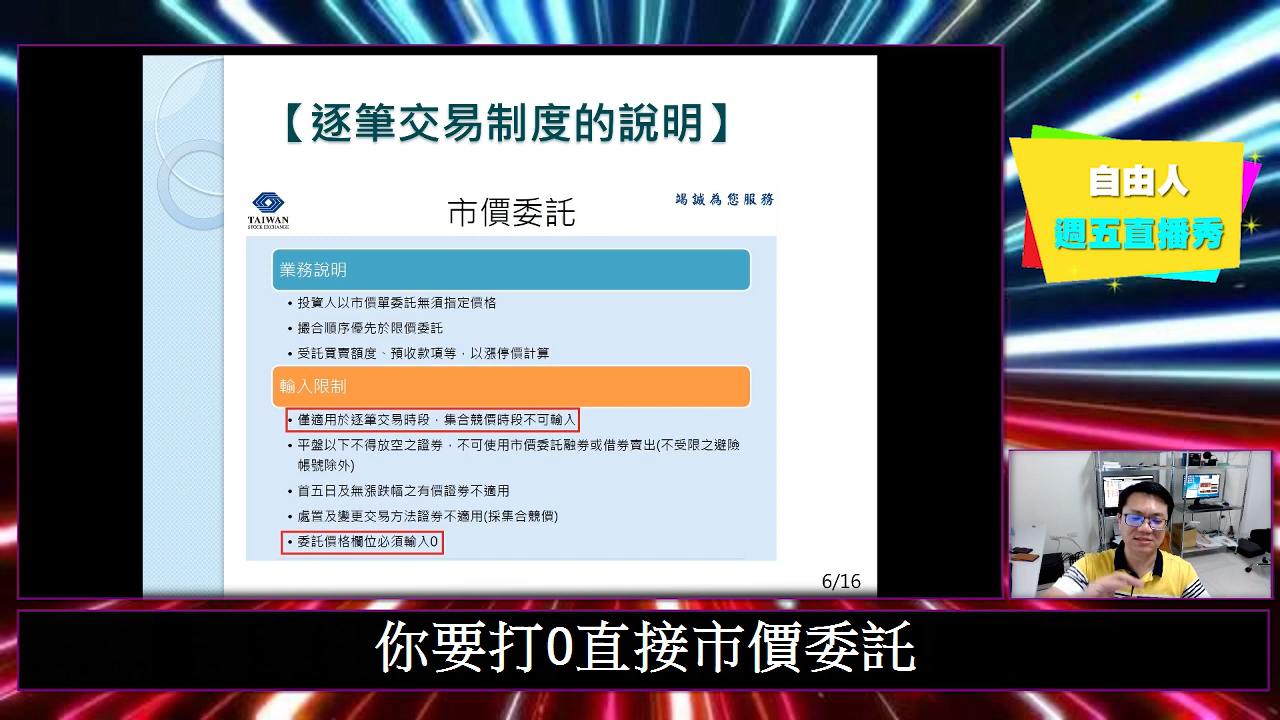 【逐筆交易制度的說明】
TAIWAN
STOCK EXCHANGE
市價委託
竭誠為您服務
業務說明
• 投資人以市價單委託無須指定價格
• 撮合順序優先於限價委託
• 受託買賣額度、預收款項等，以漲停價計算
輸入限制
• 僅適用於逐筆交易時段，集合競價時段不可輸入
• 平盤以下不得放空之證券，不可使用市價委託融券或借券賣出(不受限之避險
帳號除外)
• 首五日及無漲跌幅之有價證券不適用
• 處置及變更交易方法證券不適用(採集合競價)
• 委託價格欄位必須輸入0
6/16
自由人
週五直播秀
你要打0直接市價委託